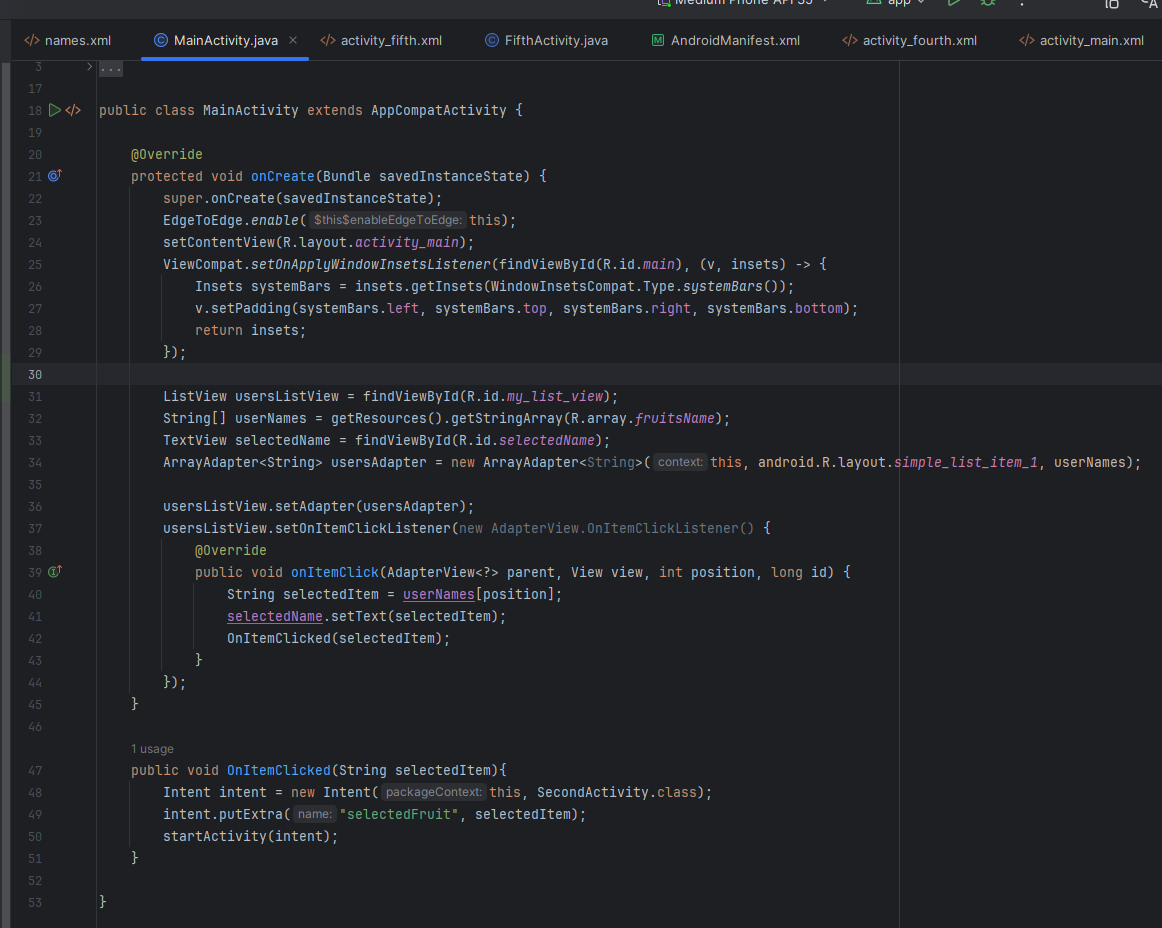 Medium Phone API 35 app
names.xml MainActivity.java activity_fifth.xml FifthActivity.java AndroidManifest.xml activity_fourth.xml activity_main.xml
3 ...
17
18 public class MainActivity extends AppCompatActivity {
19
20 @Override
21 protected void onCreate(Bundle savedInstanceState) {
22 super.onCreate(savedInstanceState);
23 EdgeToEdge.enable( $this$enableEdgeToEdge: this);
24 setContentView(R.layout.activity_main);
25 ViewCompat.setOnApplyWindowInsetsListener(findViewById(R.id.main), (v, insets) -> {
26 Insets systemBars = insets.getInsets(WindowInsetsCompat.Type.systemBars());
27 v.setPadding(systemBars.left, systemBars.top, systemBars.right, systemBars.bottom);
28 return insets;
29 });
30
31 ListView usersListView = findViewById(R.id.my_list_view);
32 String[] userNames = getResources().getStringArray(R.array.fruitsName);
33 TextView selectedName = findViewById(R.id.selectedName);
34 ArrayAdapter<String> usersAdapter = new ArrayAdapter<String>( context: this, android.R.layout.simple_list_item_1, userNames);
35
36 usersListView.setAdapter(usersAdapter);
37 usersListView.setOnItemClickListener(new AdapterView.OnItemClickListener() {
38 @Override
39 public void onItemClick(AdapterView<?> parent, View view, int position, long id) {
40 String selectedItem = userNames[position];
41 selectedName.setText(selectedItem);
42 OnItemClicked(selectedItem);
43 }
44 });
45 }
46
1 usage
47 public void OnItemClicked(String selectedItem){
48 Intent intent = new Intent( packageContext: this, SecondActivity.class);
49 intent.putExtra( name: "selectedFruit", selectedItem);
50 startActivity(intent);
51 }
52
53 }